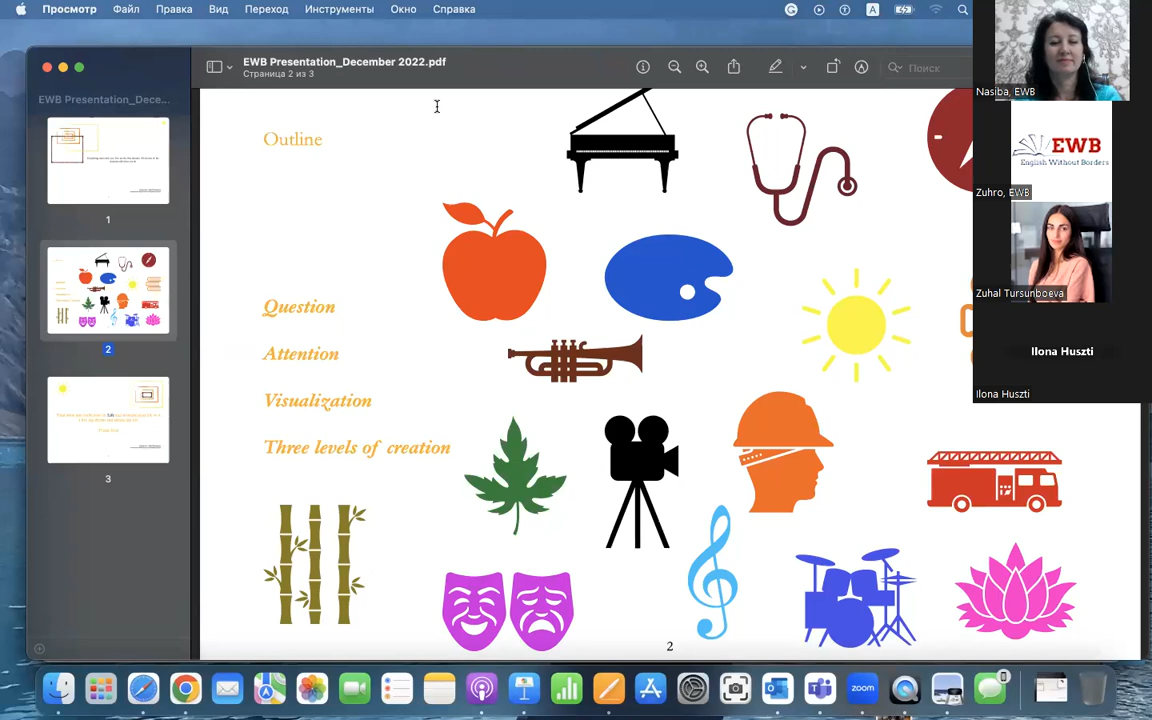 Просмотр Файл Правка Вид Переход Инструменты Окно Справка
A
EWB Presentation_December 2022.pdf
Страница 2 из 3
Поиск
EWB Presentation_Dece...
1
2
3
Outline
Question
Attention
Visualization
Three levels of creation
2
Nasiba, EWB
EWB
English Without Borders
Zuhro, EWB
Zuhal Tursunboeva
Ilona Huszti
Ilona Huszti
zoom